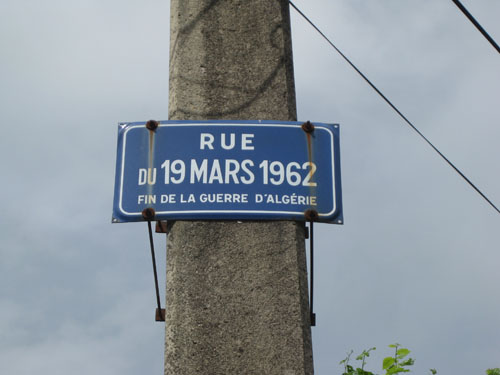 RUE
DU 19 MARS 1962
FIN DE LA GUERRE D'ALGÉRIE